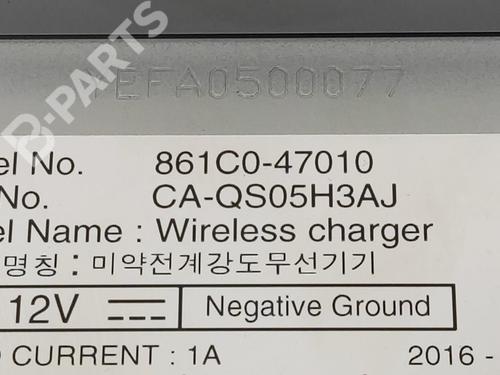 B-PARTS
EFA0500077
el No. 861C0-47010
No. CA-QS05H3AJ
el Name : Wireless charger
명칭 : 미약전계강도무선기기
12V Negative Ground
CURRENT : 1A 2016 -